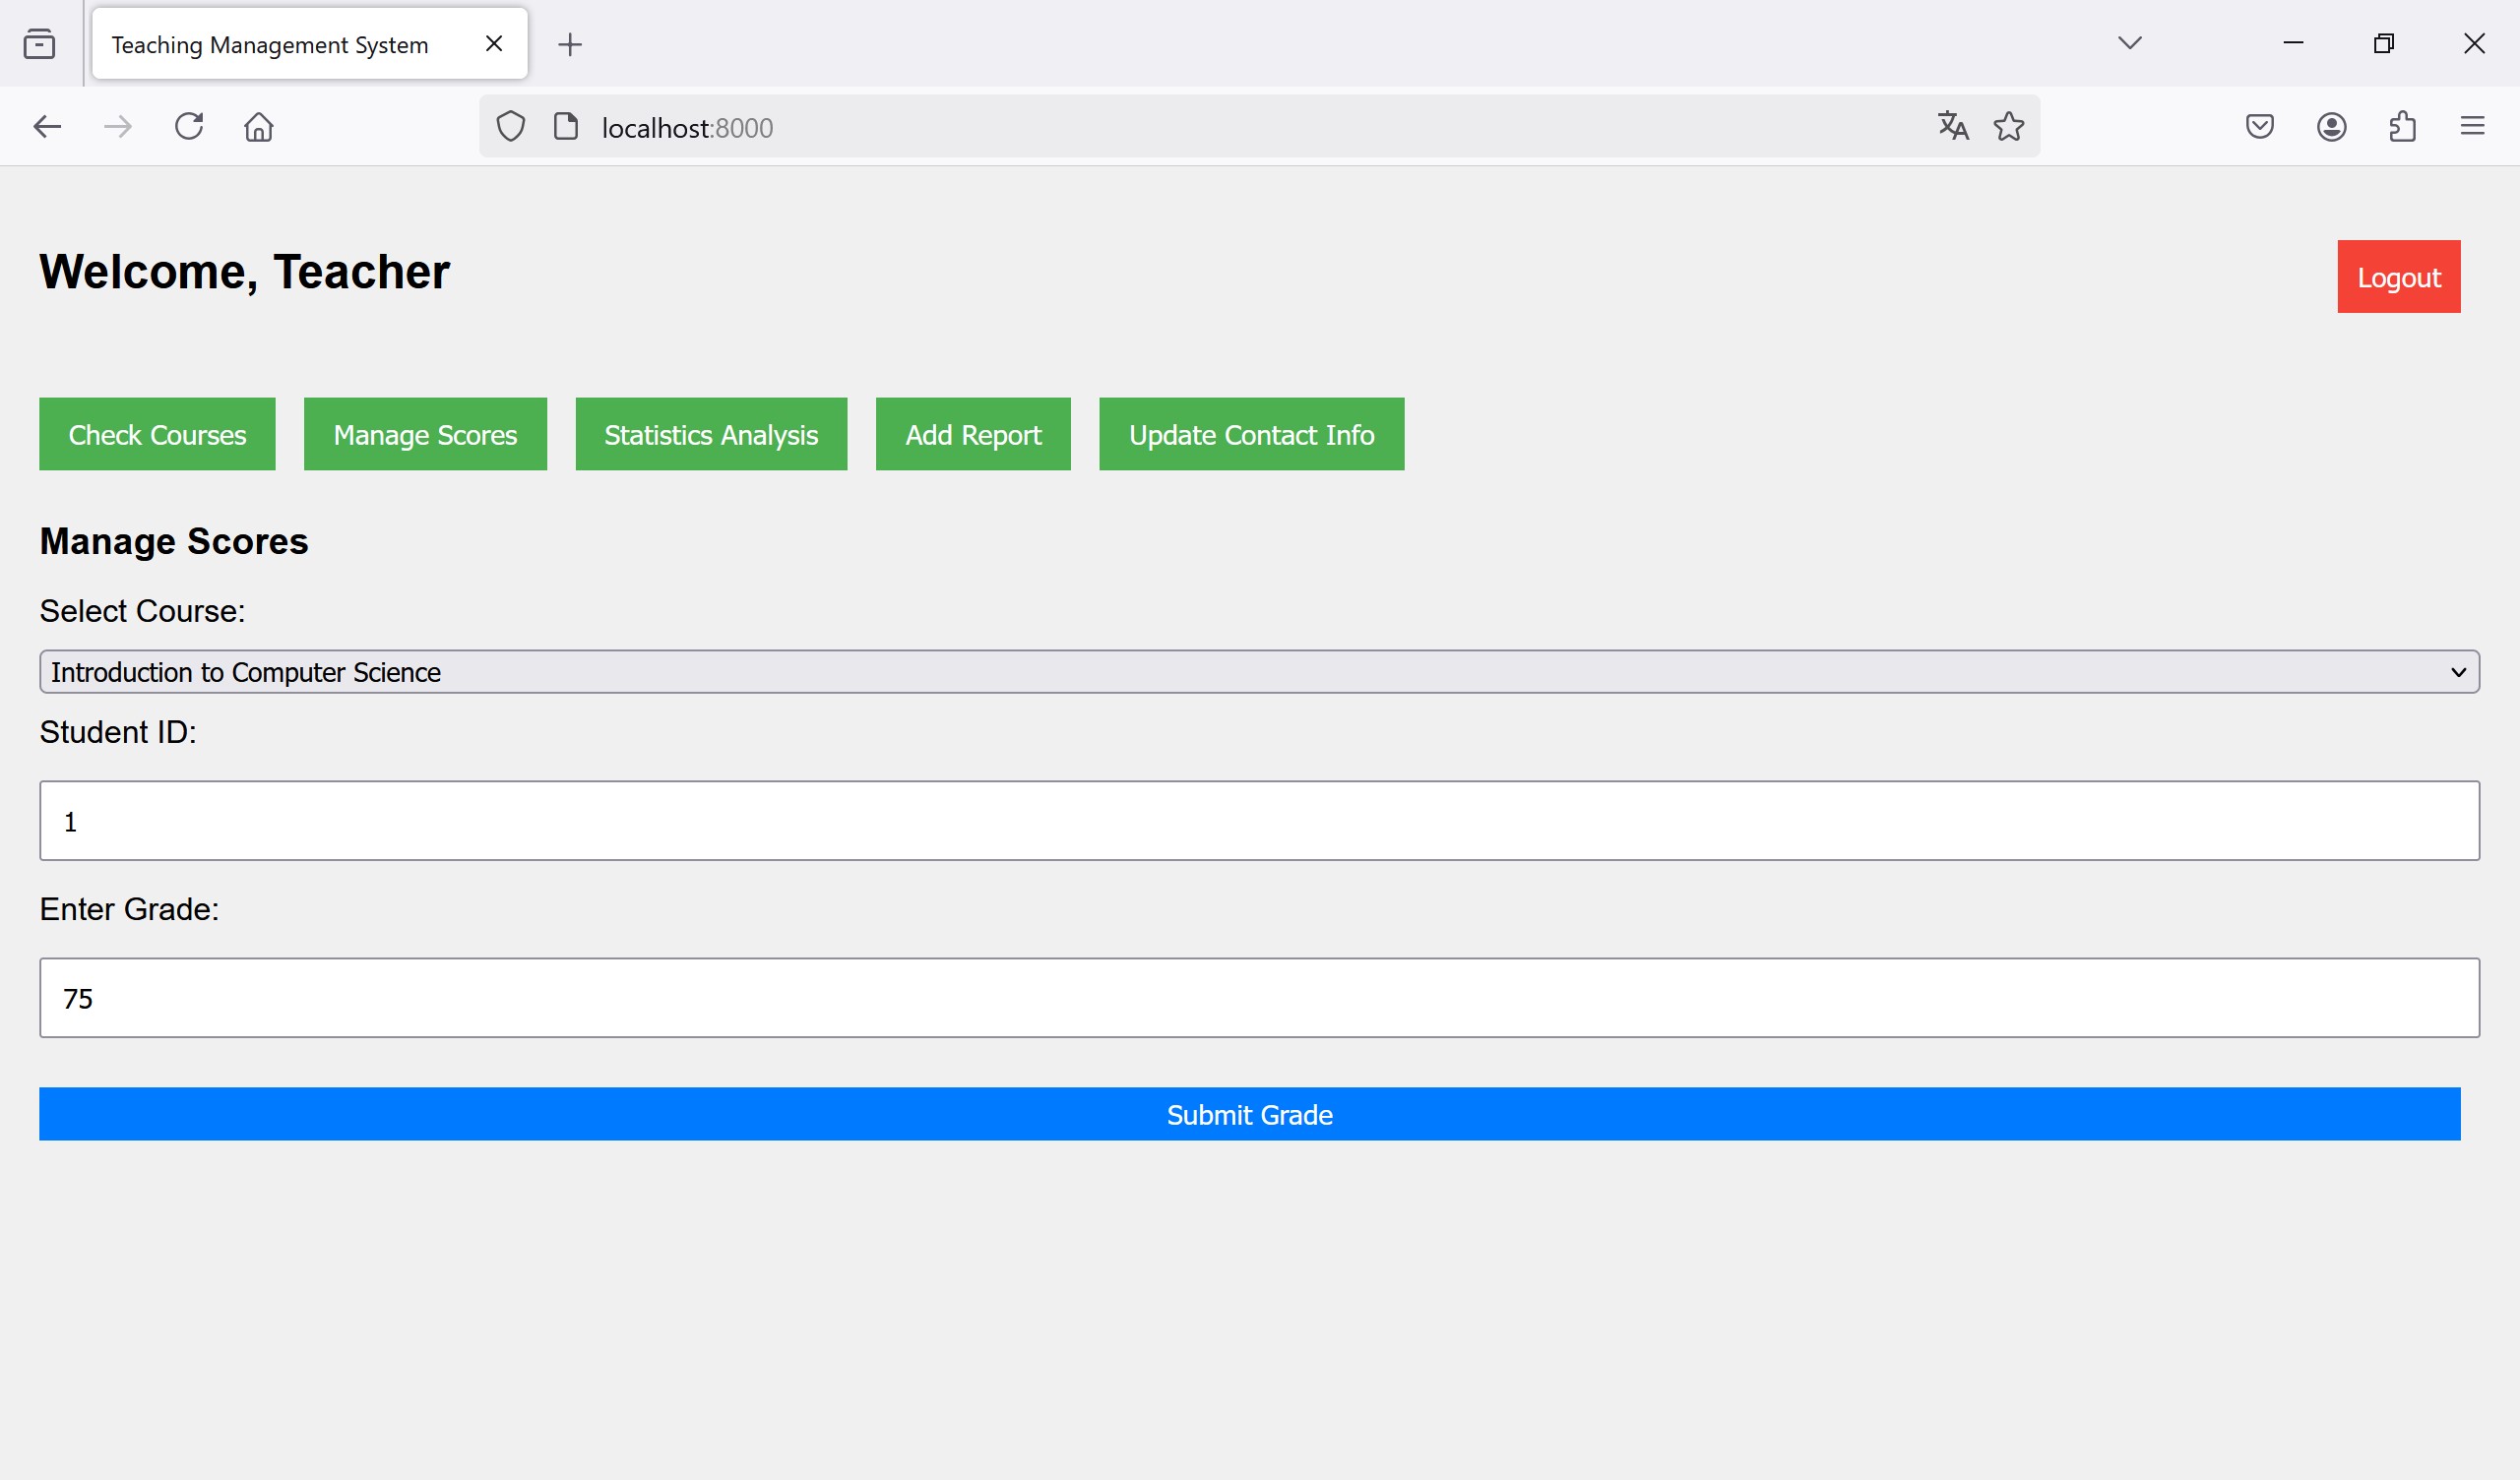 Teaching Management System
localhost:8000
Welcome, Teacher
Logout
Check Courses Manage Scores Statistics Analysis Add Report Update Contact Info
Manage Scores
Select Course:
Introduction to Computer Science
Student ID:
1
Enter Grade:
75
Submit Grade